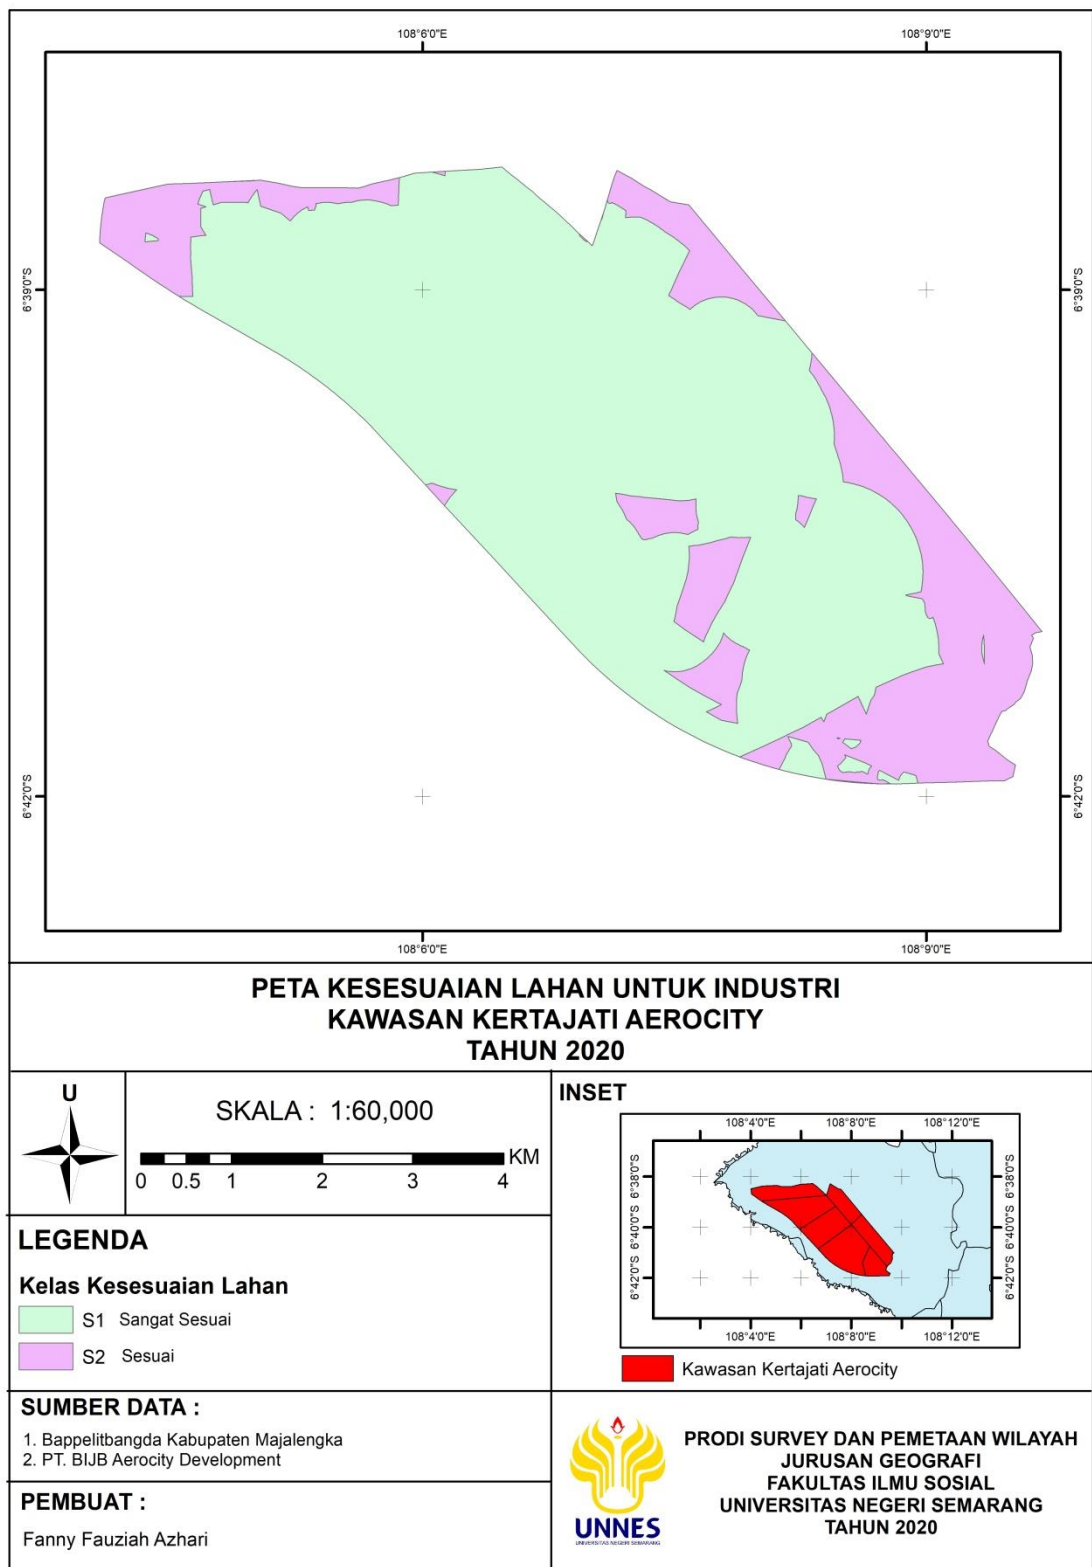 108°6'0"E
108°9'0"E
6°39'0"S
6°39'0"S
6°42'0"S
6°42'0"S
108°6'0"E
108°9'0"E
PETA KESESUAIAN LAHAN UNTUK INDUSTRI
KAWASAN KERTAJATI AEROCITY
TAHUN 2020
U
SKALA : 1:60,000
KM
0 0.5 1 2 3 4
LEGENDA
Kelas Kesesuaian Lahan
S1 Sangat Sesuai
S2 Sesuai
SUMBER DATA :
1. Bappelitbangda Kabupaten Majalengka
2. PT. BIJB Aerocity Development
PEMBUAT :
Fanny Fauziah Azhari
INSET
108°4'0"E 108°8'0"E 108°12'0"E
6°38'0"S
6°40'0"S
6°42'0"S
6°38'0"S
6°40'0"S
6°42'0"S
108°4'0"E 108°8'0"E 108°12'0"E
Kawasan Kertajati Aerocity
UNNES
UNIVERSITAS NEGERI SEMARANG
PRODI SURVEY DAN PEMETAAN WILAYAH
JURUSAN GEOGRAFI
FAKULTAS ILMU SOSIAL
UNIVERSITAS NEGERI SEMARANG
TAHUN 2020